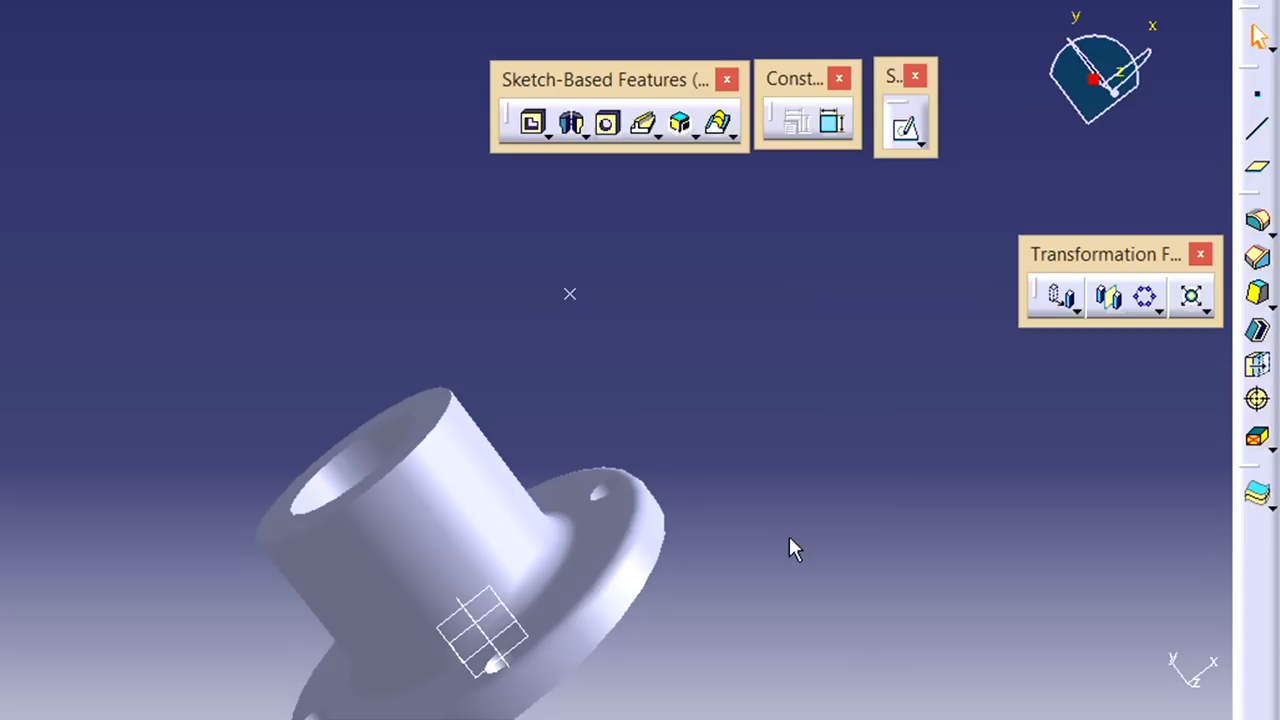 y
x
z
Sketch-Based Features (...
Const...
S..
Transformation F...
y
x
z